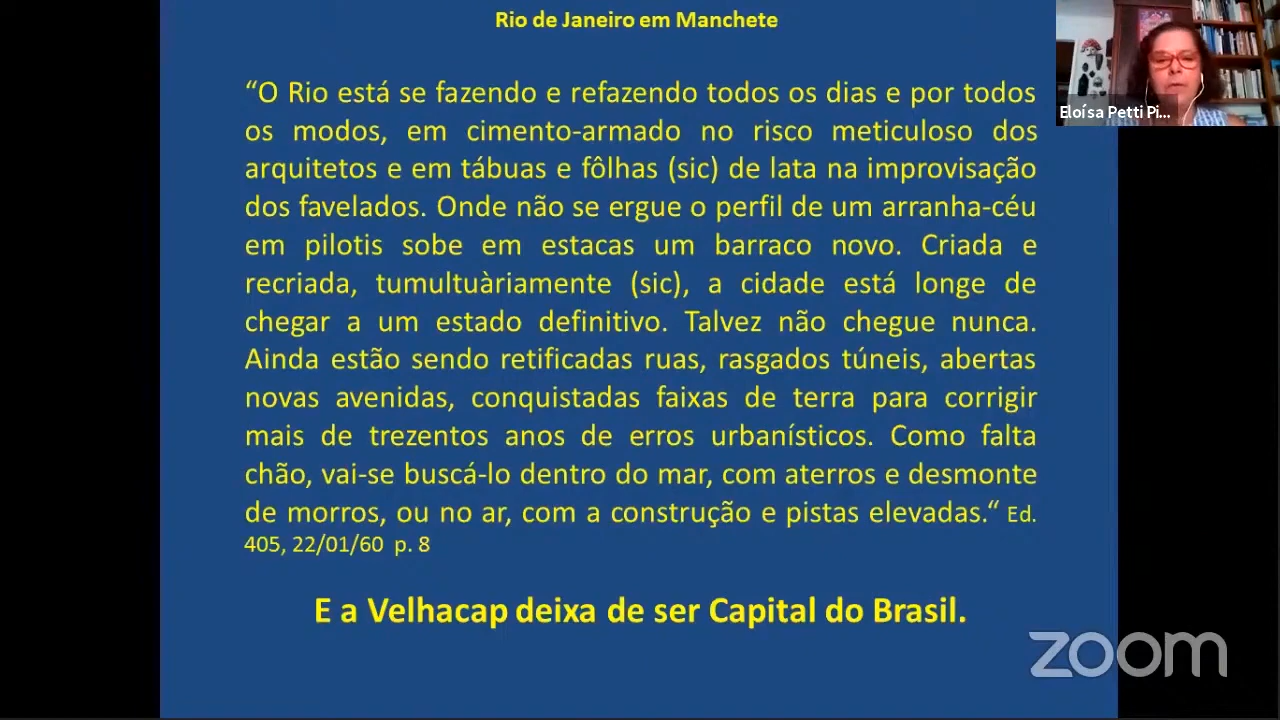 Rio de Janeiro em Manchete
“O Rio está se fazendo e refazendo todos os dias e por todos
os modos, em cimento-armado no risco meticuloso dos
arquitetos e em tábuas e fôlhas (sic) de lata na improvisação
dos favelados. Onde não se ergue o perfil de um arranha-céu
em pilotis sobe em estacas um barraco novo. Criada e
recriada, tumultuàriamente (sic), a cidade está longe de
chegar a um estado definitivo. Talvez não chegue nunca.
Ainda estão sendo retificadas ruas, rasgados túneis, abertas
novas avenidas, conquistadas faixas de terra para corrigir
mais de trezentos anos de erros urbanísticos. Como falta
chão, vai-se buscá-lo dentro do mar, com aterros e desmonte
de morros, ou no ar, com a construção e pistas elevadas.“ Ed.
405, 22/01/60 p. 8
E a Velhacap deixa de ser Capital do Brasil.
Eloísa Petti Pi...
zoom